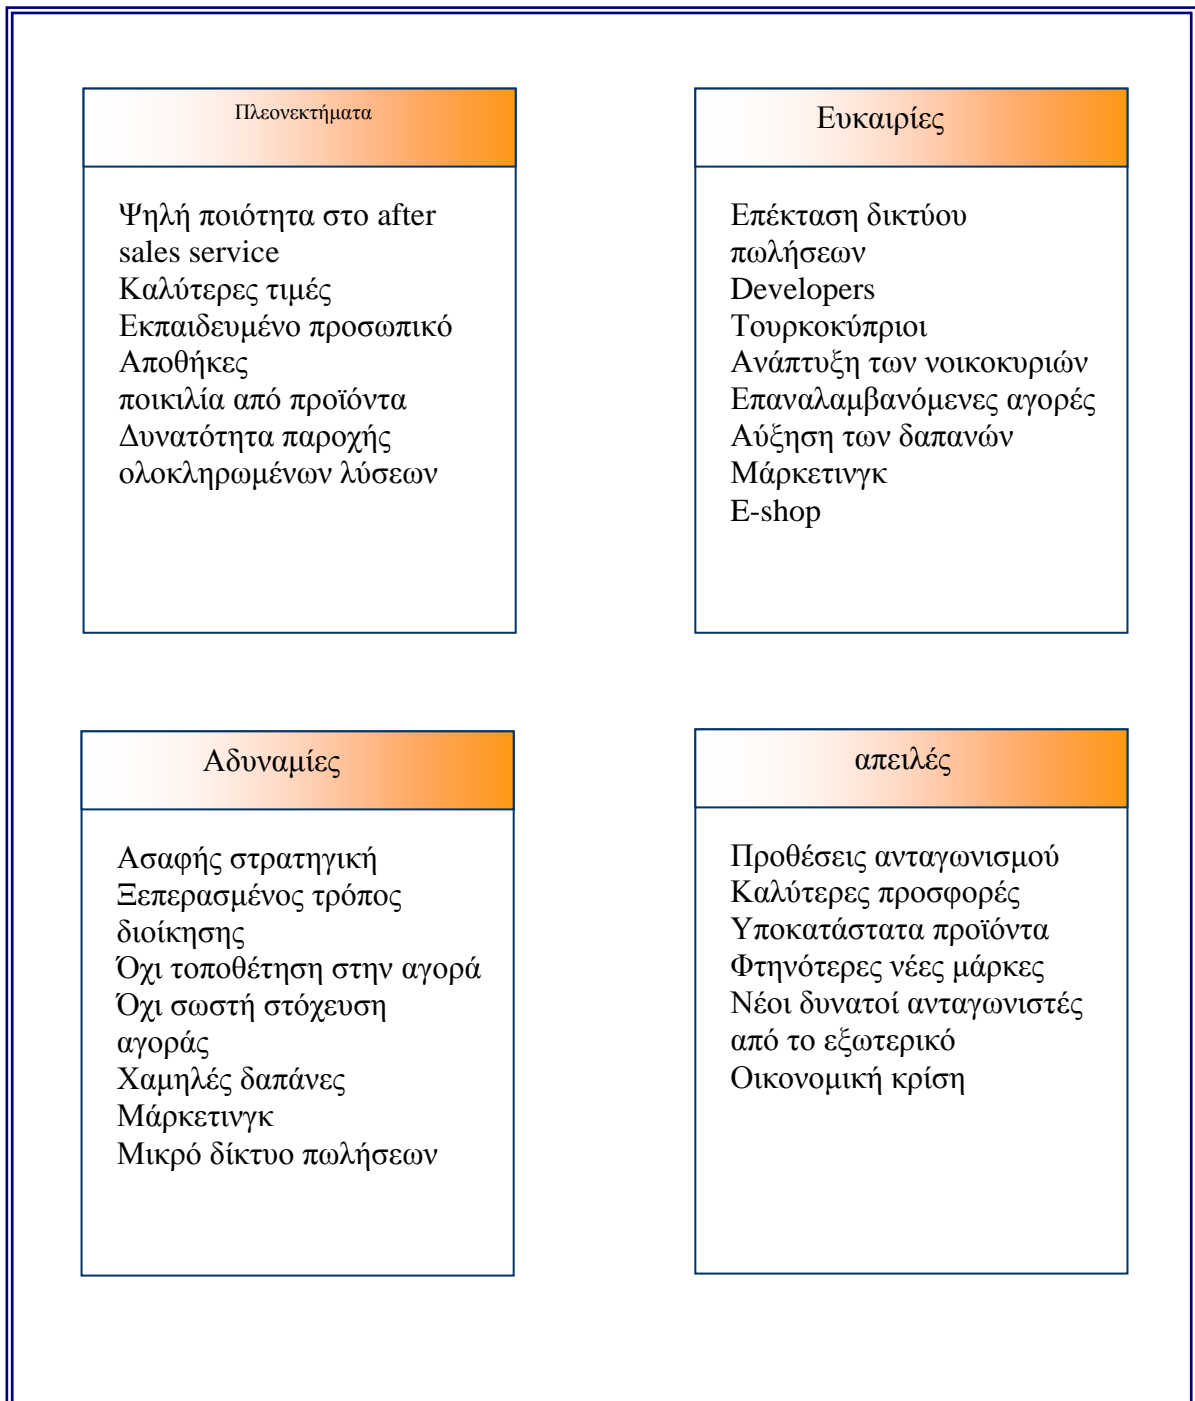 Πλεονεκτήματα
Ψηλή ποιότητα στο after
sales service
Καλύτερες τιμές
Εκπαιδευμένο προσωπικό
Αποθήκες
ποικιλία από προϊόντα
Δυνατότητα παροχής
ολοκληρωμένων λύσεων
Ευκαιρίες
Επέκταση δικτύου
πωλήσεων
Developers
Τουρκοκύπριοι
Ανάπτυξη των νοικοκυριών
Επαναλαμβανόμενες αγορές
Αύξηση των δαπανών
Μάρκετινγκ
E-shop
Αδυναμίες
Ασαφής στρατηγική
Ξεπερασμένος τρόπος
διοίκησης
Όχι τοποθέτηση στην αγορά
Όχι σωστή στόχευση
αγοράς
Χαμηλές δαπάνες
Μάρκετινγκ
Μικρό δίκτυο πωλήσεων
απειλές
Προθέσεις ανταγωνισμού
Καλύτερες προσφορές
Υποκατάστατα προϊόντα
Φτηνότερες νέες μάρκες
Νέοι δυνατοί ανταγωνιστές
από το εξωτερικό
Οικονομική κρίση